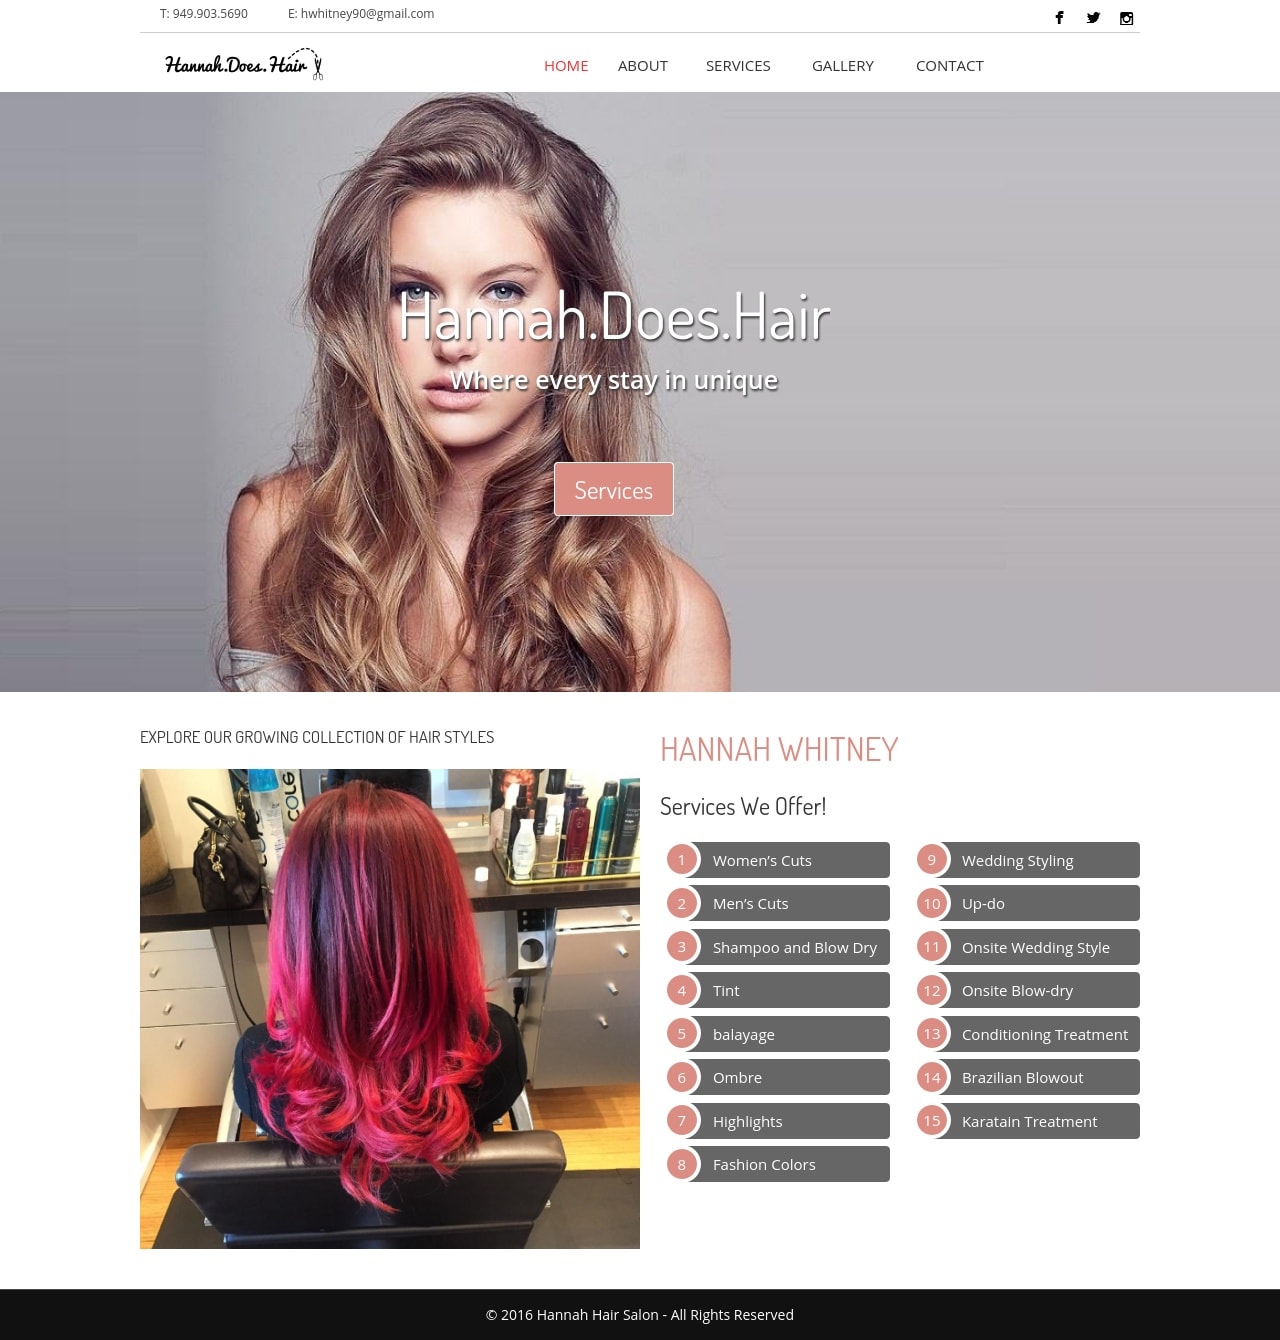 T: 949.903.5690 E: hwhitney90@gmail.com
Hannah.Does.Hair
HOME ABOUT SERVICES GALLERY CONTACT
Hannah.Does.Hair
Where every stay in unique
Services
EXPLORE OUR GROWING COLLECTION OF HAIR STYLES
HANNAH WHITNEY
Services We Offer!
1 Women’s Cuts
2 Men’s Cuts
3 Shampoo and Blow Dry
4 Tint
5 balayage
6 Ombre
7 Highlights
8 Fashion Colors
9 Wedding Styling
10 Up-do
11 Onsite Wedding Style
12 Onsite Blow-dry
13 Conditioning Treatment
14 Brazilian Blowout
15 Karatain Treatment
© 2016 Hannah Hair Salon - All Rights Reserved